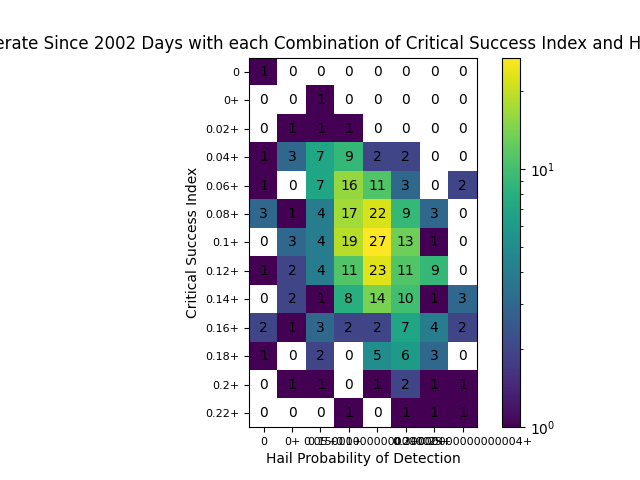 erate Since 2002 Days with each Combination of Critical Success Index and H
0 1 0 0 0 0 0 0 0
0+ 0 0 1 0 0 0 0 0
0.02+ 0 1 1 1 0 0 0 0
0.04+ 1 3 7 9 2 2 0 0
0.06+ 1 0 7 16 11 3 0 2
0.08+ 3 1 4 17 22 9 3 0
0.1+ 0 3 4 19 27 13 1 0
0.12+ 1 2 4 11 23 11 9 0
0.14+ 0 2 1 8 14 10 1 3
0.16+ 2 1 3 2 2 7 4 2
0.18+ 1 0 2 0 5 6 3 0
0.2+ 0 1 1 0 1 2 1 1
0.22+ 0 0 0 1 0 1 1 1
0 0+
Hail Probability of Detection
Critical Success Index
10^1
10^0